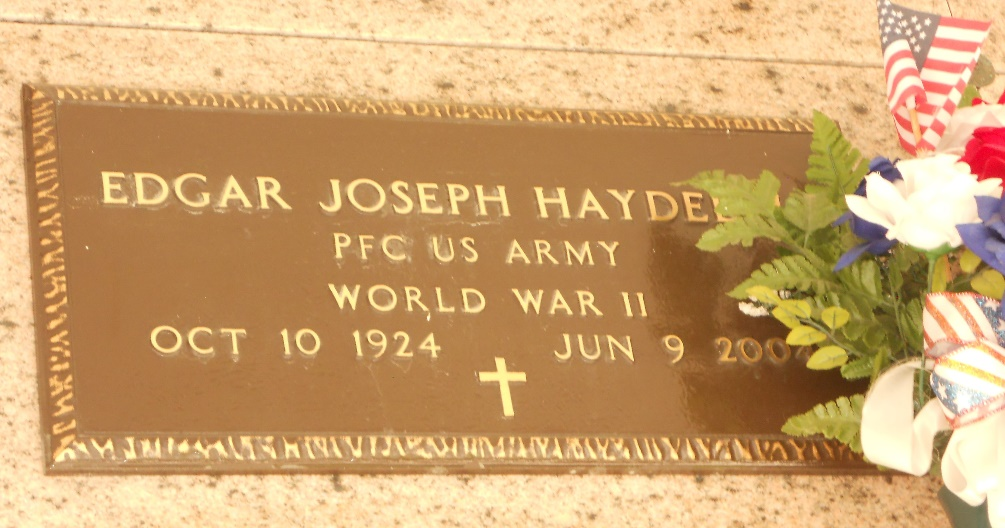 EDGAR JOSEPH
PFC US ARMY
WORLD WAR II
OCT 10 1924 JUN 9